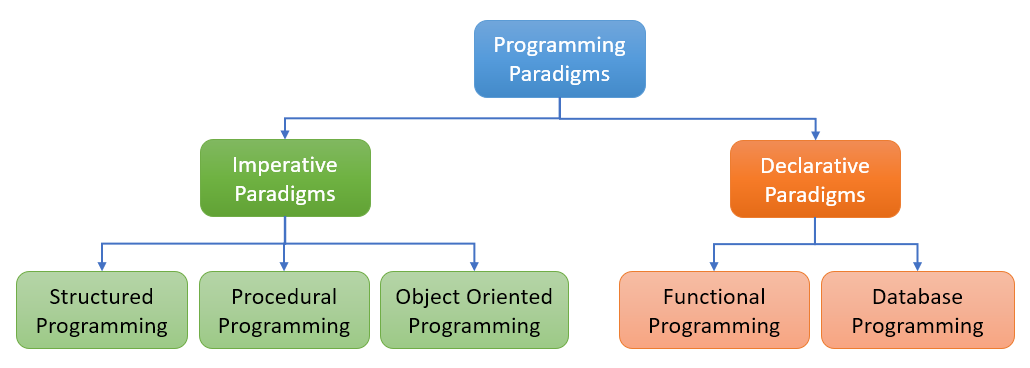 Programming
Paradigms
Imperative
Paradigms
Declarative
Paradigms
Structured
Programming
Procedural
Programming
Object Oriented
Programming
Functional
Programming
Database
Programming